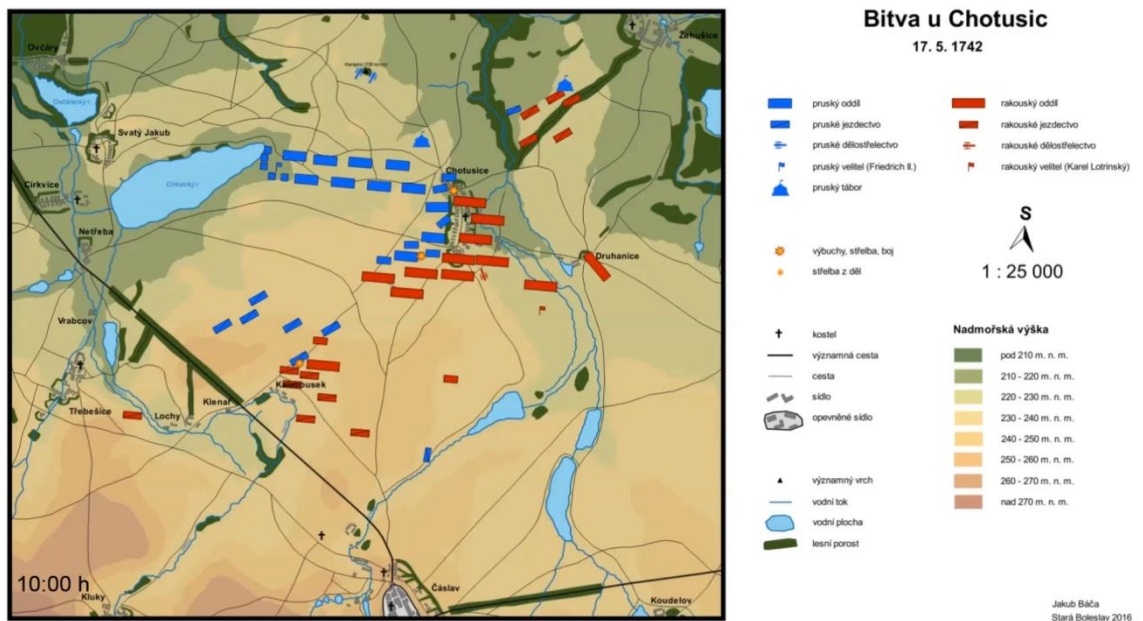 Bitva u Chotusic
17. 5. 1742
pruský oddíl
pruské jezdectvo
pruské dělostřelectvo
pruský velitel (Friedrich II.)
pruský tábor
rakouský oddíl
rakouské jezdectvo
rakouské dělostřelectvo
rakouský velitel (Karel Lotrinský)
výbuchy, střelba, boj
střelba z děl
S
1 : 25 000
kostel
významná cesta
cesta
sídlo
opevněné sídlo
významný vrch
vodní tok
vodní plocha
lesní porost
Nadmořská výška
pod 210 m. n. m.
210 - 220 m. n. m.
220 - 230 m. n. m.
230 - 240 m. n. m.
240 - 250 m. n. m.
250 - 260 m. n. m.
260 - 270 m. n. m.
nad 270 m. n. m.
Jakub Báča
Stará Boleslav 2016
Ovčáry
Žehušice
Svatý Jakub
Církvice
Chotusice
Netřeba
Druhanice
Vrabcov
Třebešice
Lochy
Klenař
Čáslav
Kluky
Koudelov
10:00 h